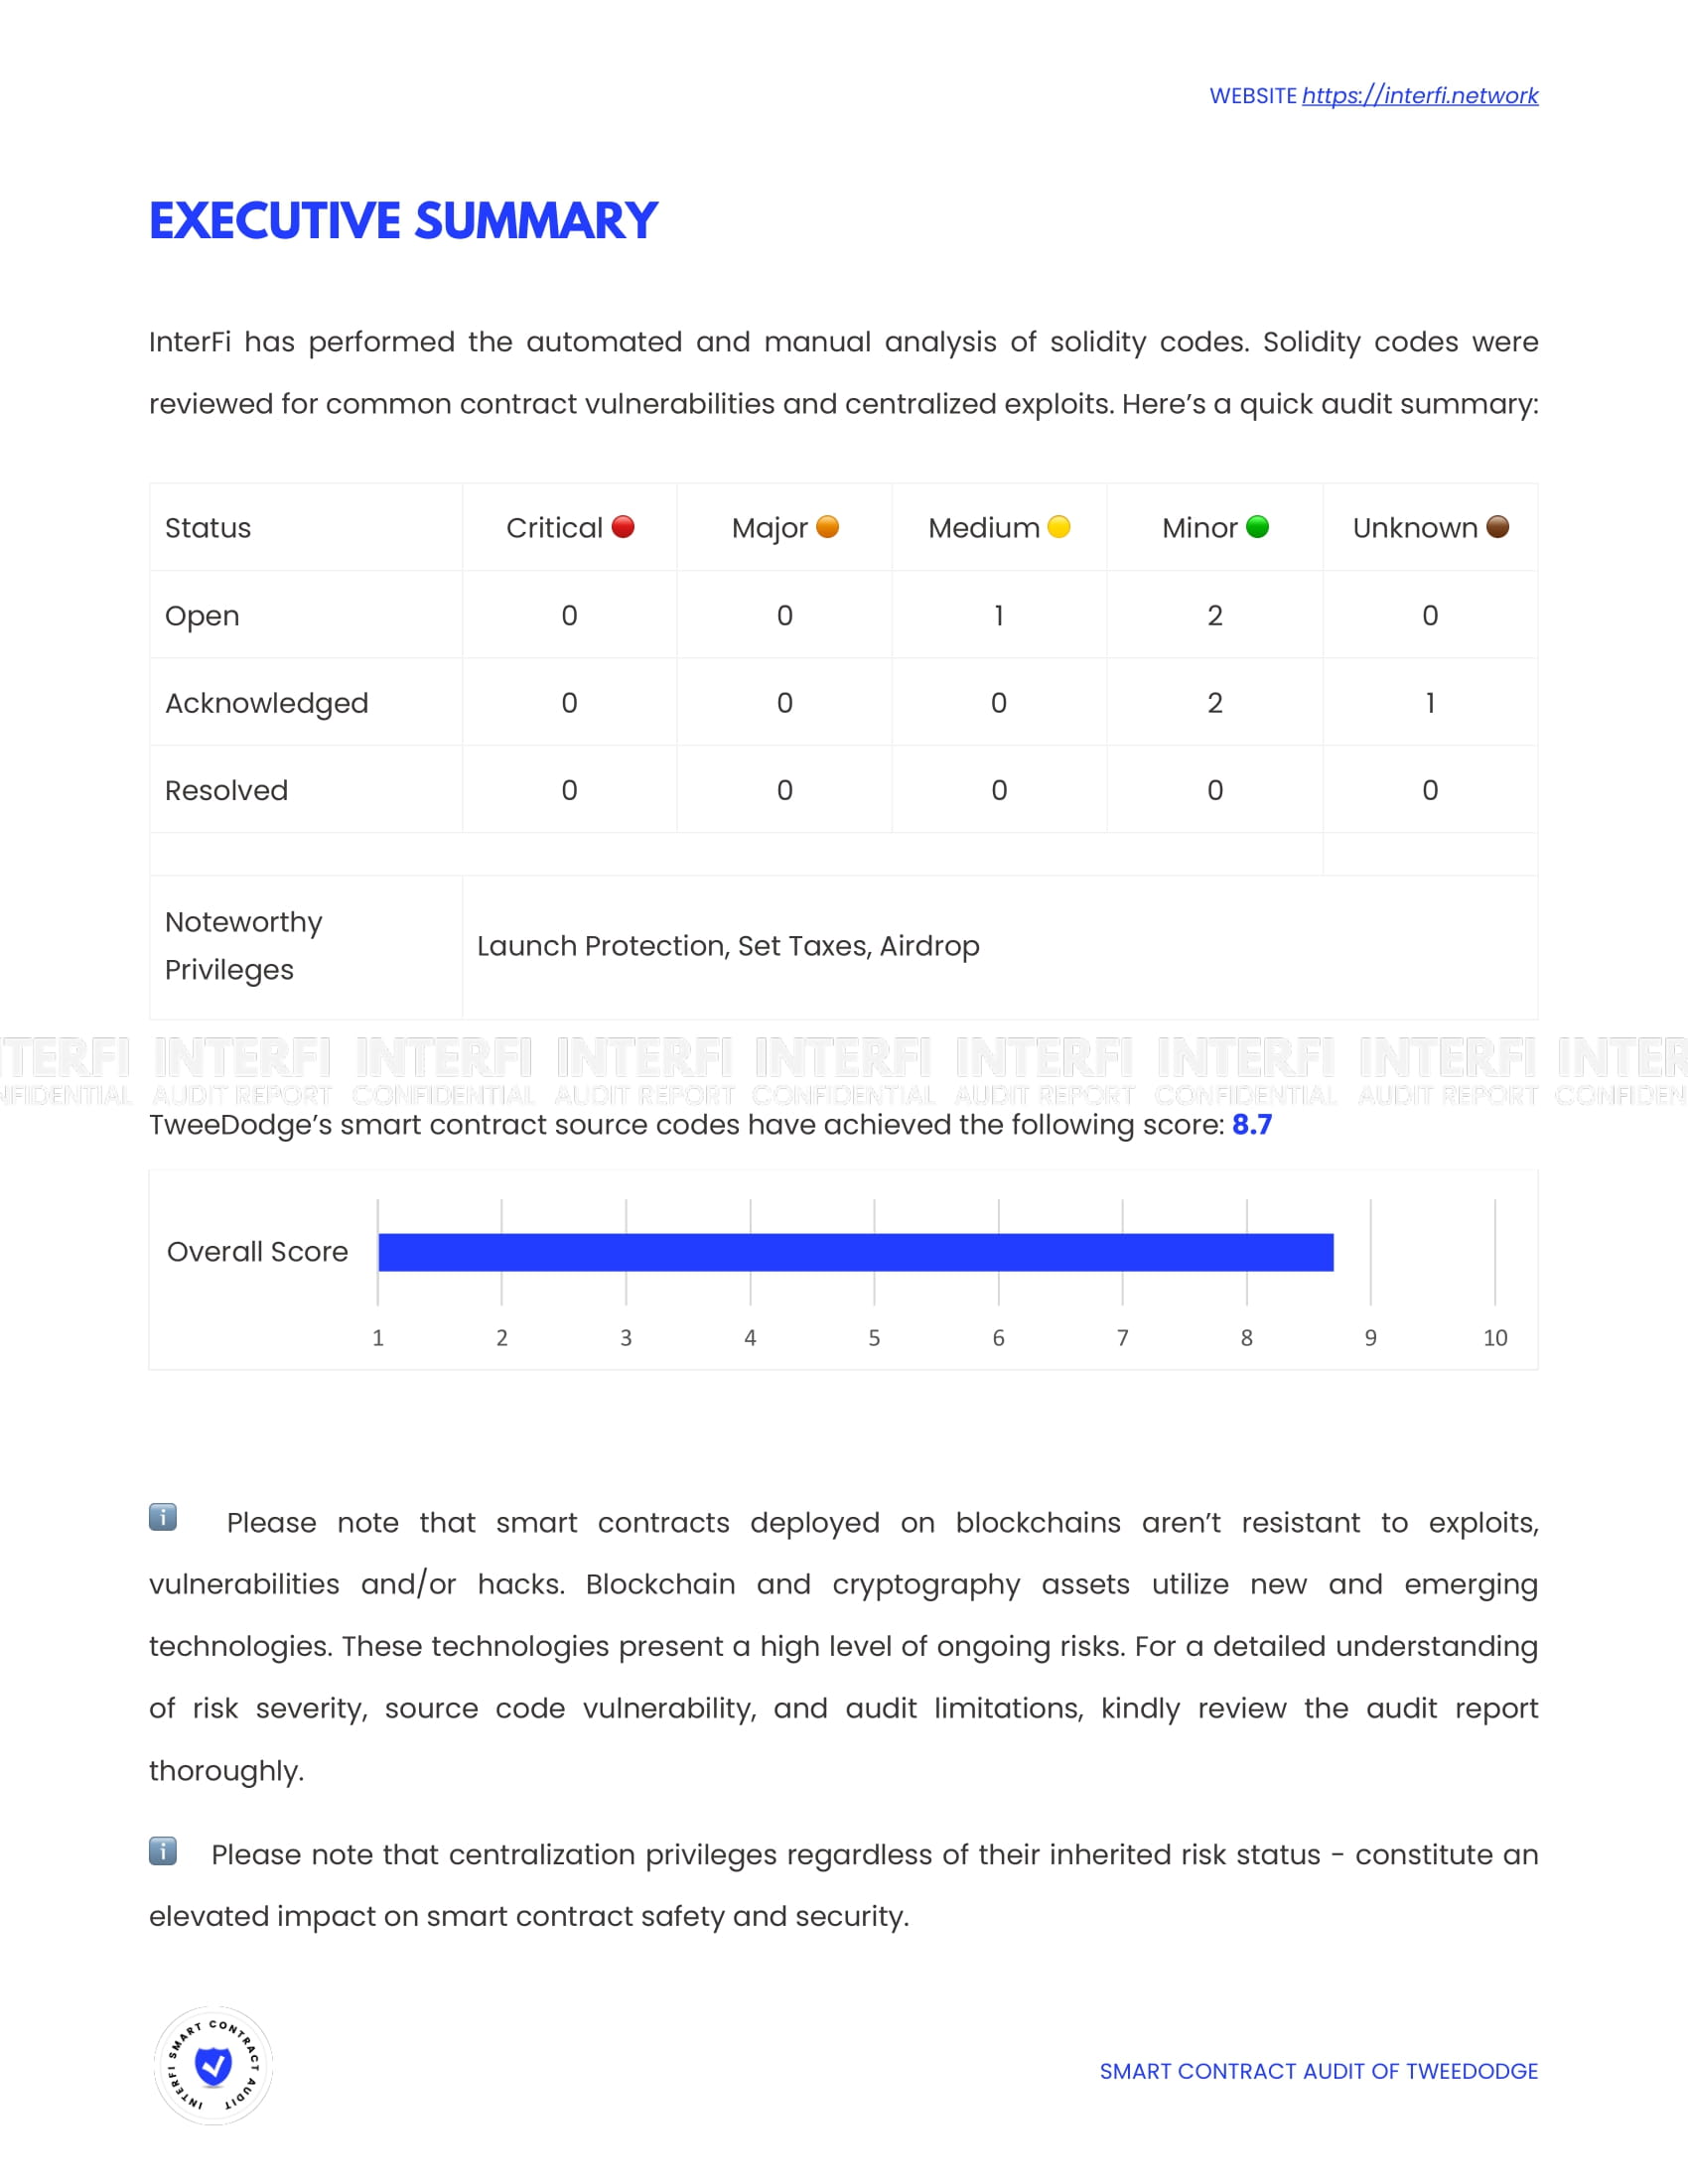 WEBSITE https://interfi.network
EXECUTIVE SUMMARY
InterFi has performed the automated and manual analysis of solidity codes. Solidity codes were
reviewed for common contract vulnerabilities and centralized exploits. Here’s a quick audit summary:
Status Critical Major Medium Minor Unknown
Open 0 0 1 2 0
Acknowledged 0 0 0 2 1
Resolved 0 0 0 0 0
Noteworthy
Privileges
Launch Protection, Set Taxes, Airdrop
TERFI INTERFI INTERFI INTERFI INTERFI INTERFI INTERFI INTERFI INTER
NFIDENTIAL AUDIT REPORT CONFIDENTIAL AUDIT REPORT CONFIDENTIAL AUDIT REPORT CONFIDENTIAL AUDIT REPORT CONFIDEN
TweeDodge’s smart contract source codes have achieved the following score: 8.7
Overall Score
1 2 3 4 5 6 7 8 9 10
i Please note that smart contracts deployed on blockchains aren’t resistant to exploits,
vulnerabilities and/or hacks. Blockchain and cryptography assets utilize new and emerging
technologies. These technologies present a high level of ongoing risks. For a detailed understanding
of risk severity, source code vulnerability, and audit limitations, kindly review the audit report
thoroughly.
i Please note that centralization privileges regardless of their inherited risk status - constitute an
elevated impact on smart contract safety and security.
INTERFI SMART CONTRACT AUDIT
SMART CONTRACT AUDIT OF TWEEDODGE